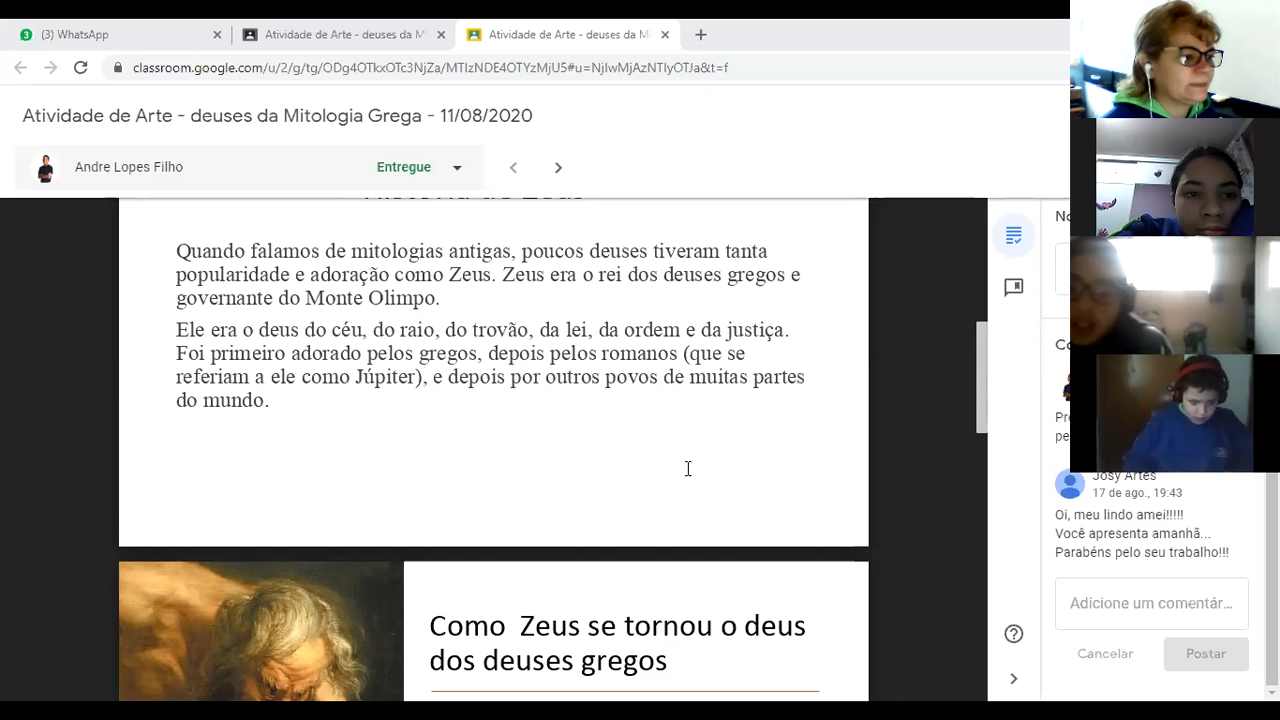 (3) WhatsApp
Atividade de Arte - deuses da M
Atividade de Arte - deuses da M
classroom.google.com/u/2/g/tg/ODg4OTkxOTc3NjZa/MTIzNDE4OTYzMjU5#u=NjIwMjAzNTIyOTJa&t=f
Atividade de Arte - deuses da Mitologia Grega - 11/08/2020
Andre Lopes Filho
Entregue
Quando falamos de mitologias antigas, poucos deuses tiveram tanta
popularidade e adoração como Zeus. Zeus era o rei dos deuses gregos e
governante do Monte Olimpo.
Ele era o deus do céu, do raio, do trovão, da lei, da ordem e da justiça.
Foi primeiro adorado pelos gregos, depois pelos romanos (que se
referiam a ele como Júpiter), e depois por outros povos de muitas partes
do mundo.
Como Zeus se tornou o deus
dos deuses gregos
Josy Artes
17 de ago., 19:43
Oi, meu lindo amei!!!!!
Você apresenta amanhã...
Parabéns pelo seu trabalho!!!
Adicione um comentár...
Cancelar
Postar